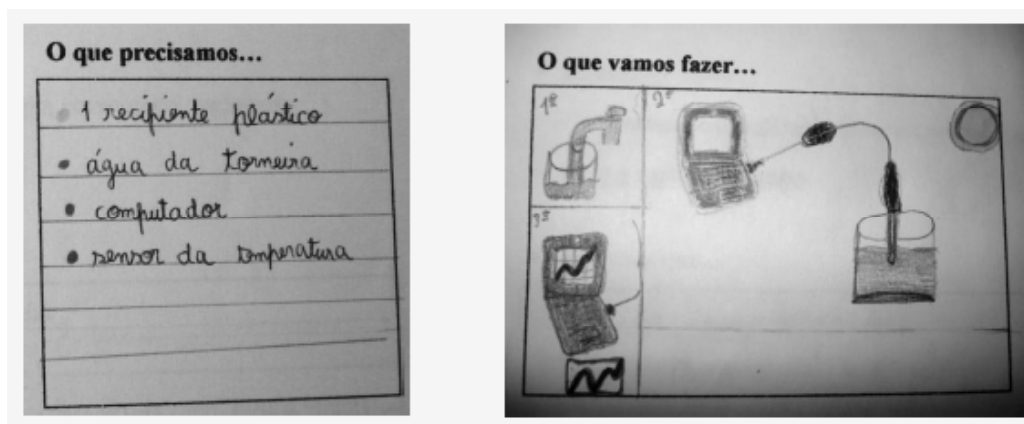 O que precisamos...
• 1 recipiente plástico
• água da torneira
• computador
• sensor da temperatura
O que vamos fazer...
1º
2º
3º